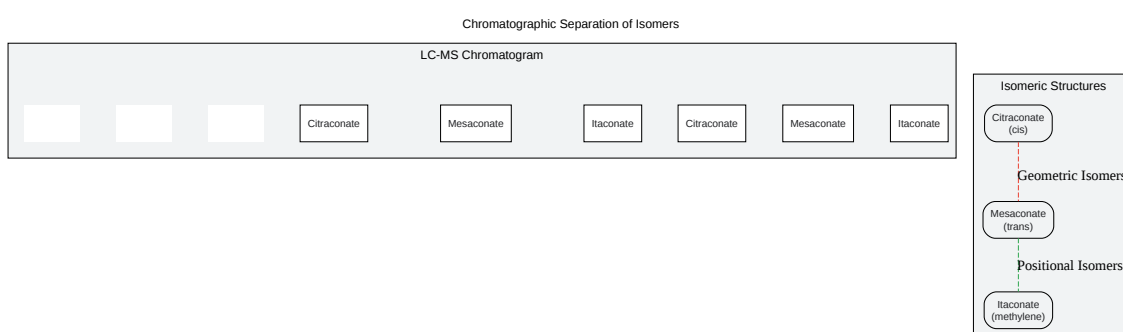 Chromatographic Separation of Isomers
LC-MS Chromatogram
Citraconate
Mesaconate
Itaconate
Citraconate
Mesaconate
Itaconate
Isomeric Structures
Citraconate
(cis)
Geometric Isomers
Mesaconate
(trans)
Positional Isomers
Itaconate
(methylene)